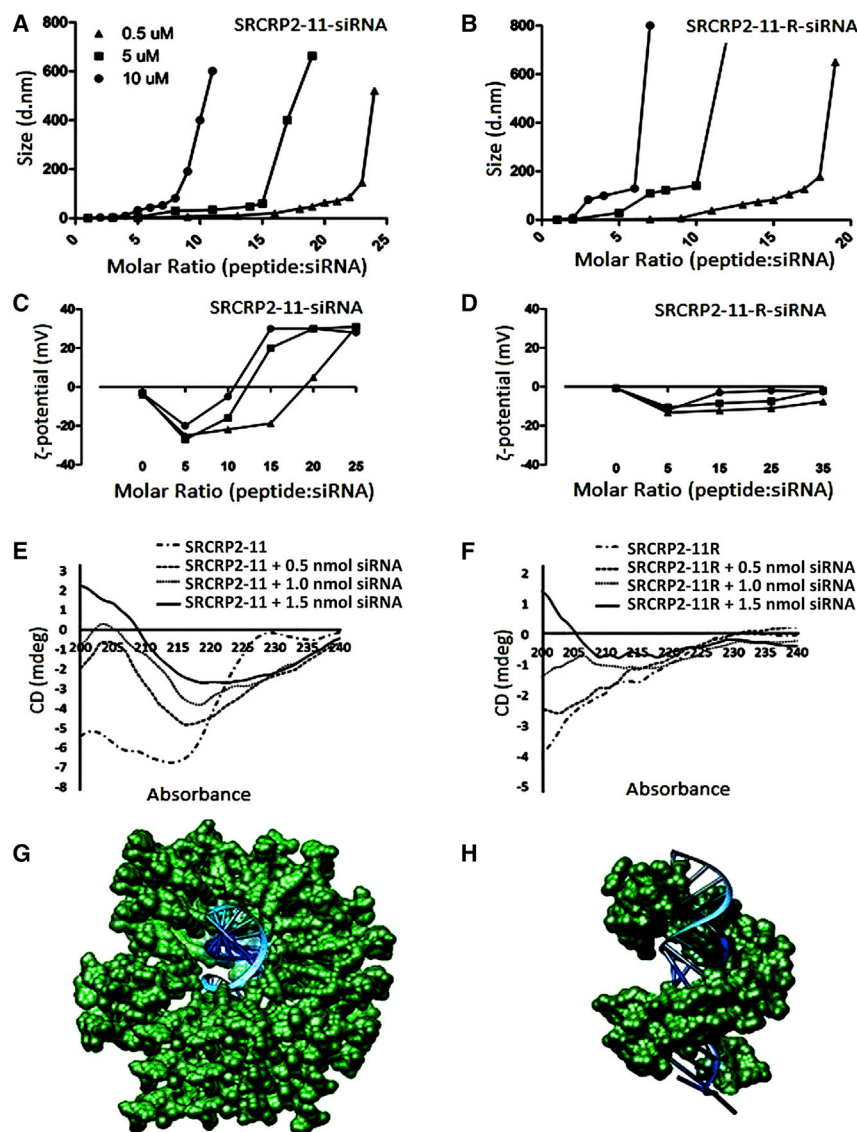 A
SRCRP2-11-siRNA
0.5 uM
5 uM
10 uM
Size (d.nm)
800
600
400
200
0
0 5 10 15 20 25
Molar Ratio (peptide:siRNA)
B
SRCRP2-11-R-siRNA
Size (d.nm)
800
600
400
200
0
0 5 10 15 20
Molar Ratio (peptide:siRNA)
C
SRCRP2-11-siRNA
ζ-potential (mV)
40
20
0
-20
-40
0 5 10 15 20 25
Molar Ratio (peptide:siRNA)
D
SRCRP2-11-R-siRNA
ζ-potential (mV)
40
20
0
-20
-40
0 5 15 25 35
Molar Ratio (peptide:siRNA)
E
SRCRP2-11
SRCRP2-11 + 0.5 nmol siRNA
SRCRP2-11 + 1.0 nmol siRNA
SRCRP2-11 + 1.5 nmol siRNA
CD (mdeg)
3
2
1
0
-1
-2
-3
-4
-5
-6
-7
-8
200 205 210 215 220 225 230 235 240
Absorbance
F
SRCRP2-11R
SRCRP2-11R + 0.5 nmol siRNA
SRCRP2-11R + 1.0 nmol siRNA
SRCRP2-11R + 1.5 nmol siRNA
CD (mdeg)
2
1
0
-1
-2
-3
-4
-5
200 205 210 215 220 225 230 235 240
Absorbance
G
H